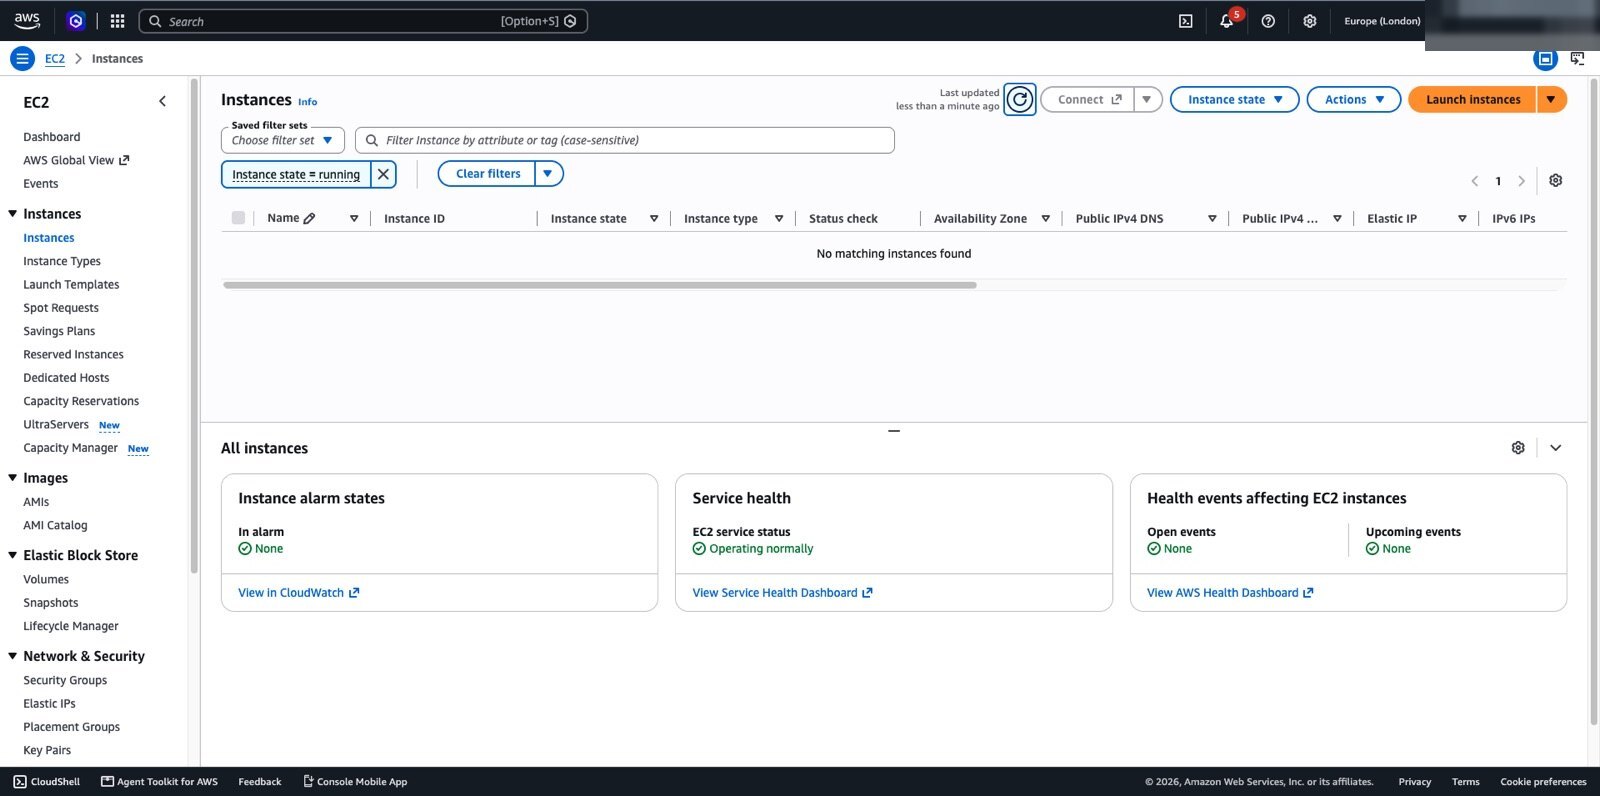 aws
Search [Option+S]
5
Europe (London)
EC2 Instances
EC2
Dashboard
AWS Global View
Events
Instances
Instances
Instance Types
Launch Templates
Spot Requests
Savings Plans
Reserved Instances
Dedicated Hosts
Capacity Reservations
UltraServers New
Capacity Manager New
Images
AMIs
AMI Catalog
Elastic Block Store
Volumes
Snapshots
Lifecycle Manager
Network & Security
Security Groups
Elastic IPs
Placement Groups
Key Pairs
Instances Info
Last updated
less than a minute ago
Connect
Instance state
Actions
Launch instances
Saved filter sets
Choose filter set
Filter Instance by attribute or tag (case-sensitive)
Instance state = running
Clear filters
1
Name Instance ID Instance state Instance type Status check Availability Zone Public IPv4 DNS Public IPv4 ... Elastic IP IPv6 IPs
No matching instances found
All instances
Instance alarm states
In alarm
None
View in CloudWatch
Service health
EC2 service status
Operating normally
View Service Health Dashboard
Health events affecting EC2 instances
Open events
None
Upcoming events
None
View AWS Health Dashboard
CloudShell Agent Toolkit for AWS Feedback Console Mobile App © 2026, Amazon Web Services, Inc. or its affiliates. Privacy Terms Cookie preferences